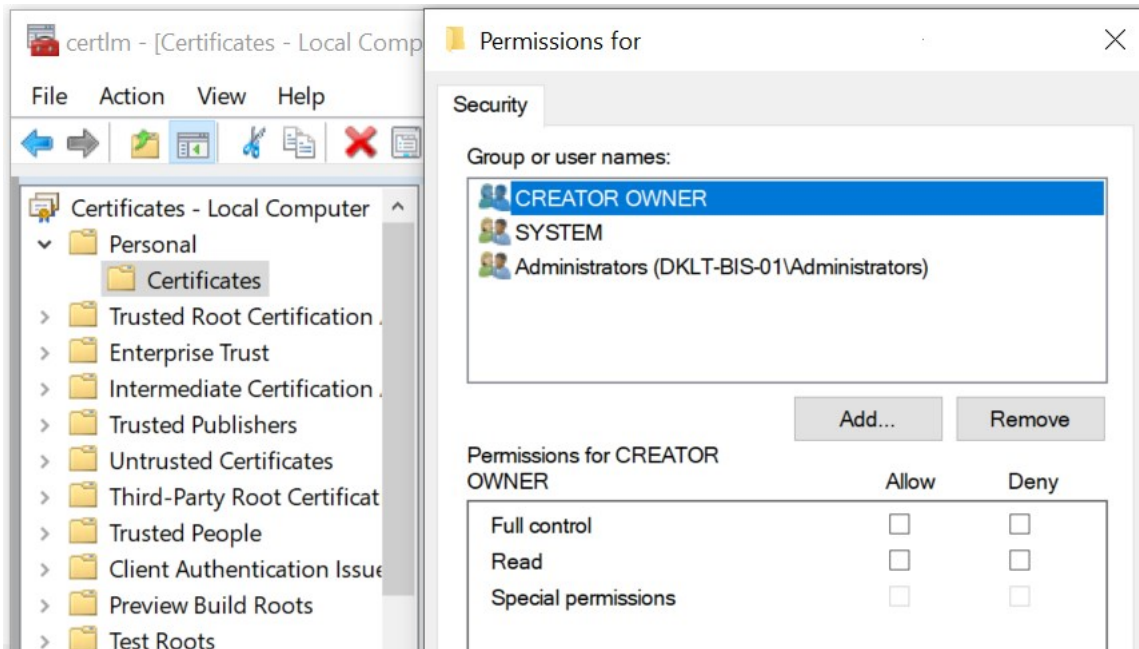 certlm - [Certificates - Local Comp
File Action View Help
Certificates - Local Computer
Personal
Certificates
Trusted Root Certification
Enterprise Trust
Intermediate Certification
Trusted Publishers
Untrusted Certificates
Third-Party Root Certificat
Trusted People
Client Authentication Issue
Preview Build Roots
Test Roots
Permissions for
Security
Group or user names:
CREATOR OWNER
SYSTEM
Administrators (DKLT-BIS-01\Administrators)
Add... Remove
Permissions for CREATOR
OWNER Allow Deny
Full control
Read
Special permissions